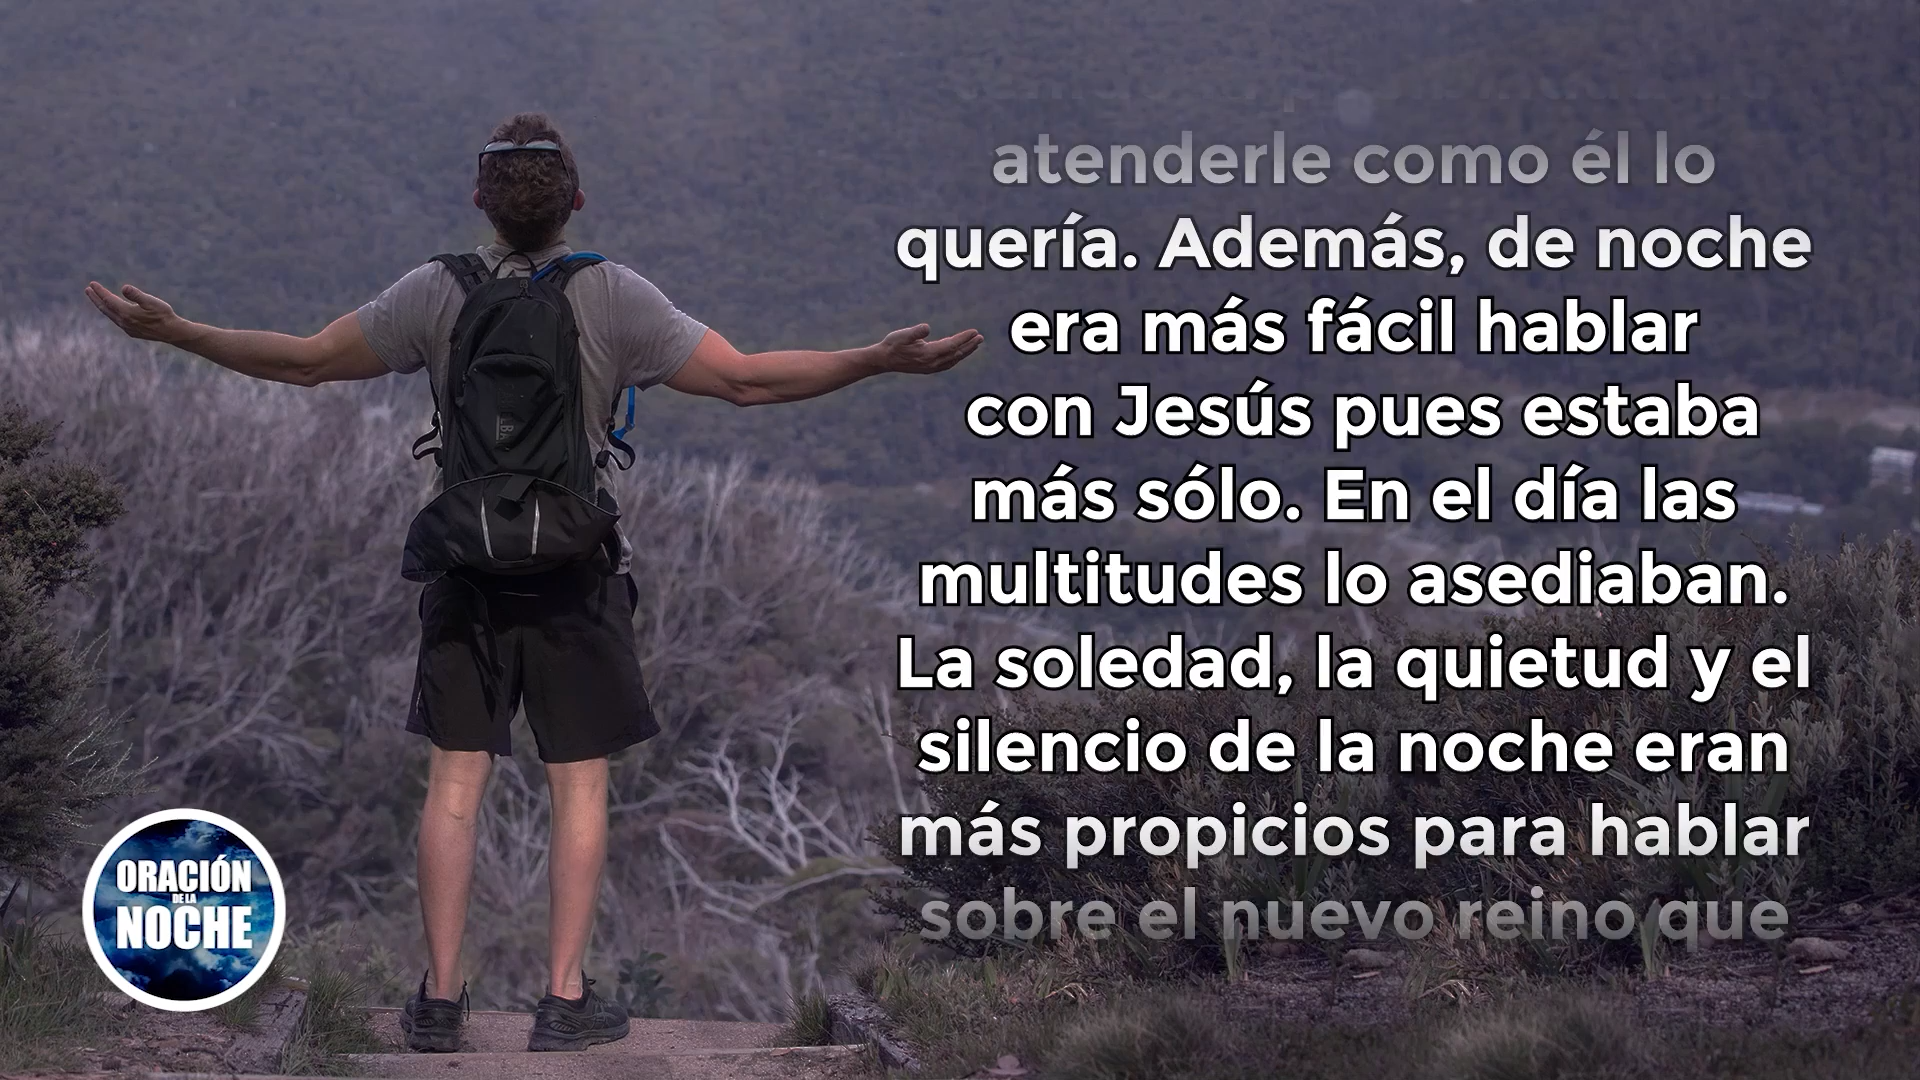 atenderle como él lo
quería. Además, de noche
era más fácil hablar
con Jesús pues estaba
más sólo. En el día las
multitudes lo asediaban.
La soledad, la quietud y el
silencio de la noche eran
más propicios para hablar
sobre el nuevo reino que
ORACIÓN
DE LA
NOCHE